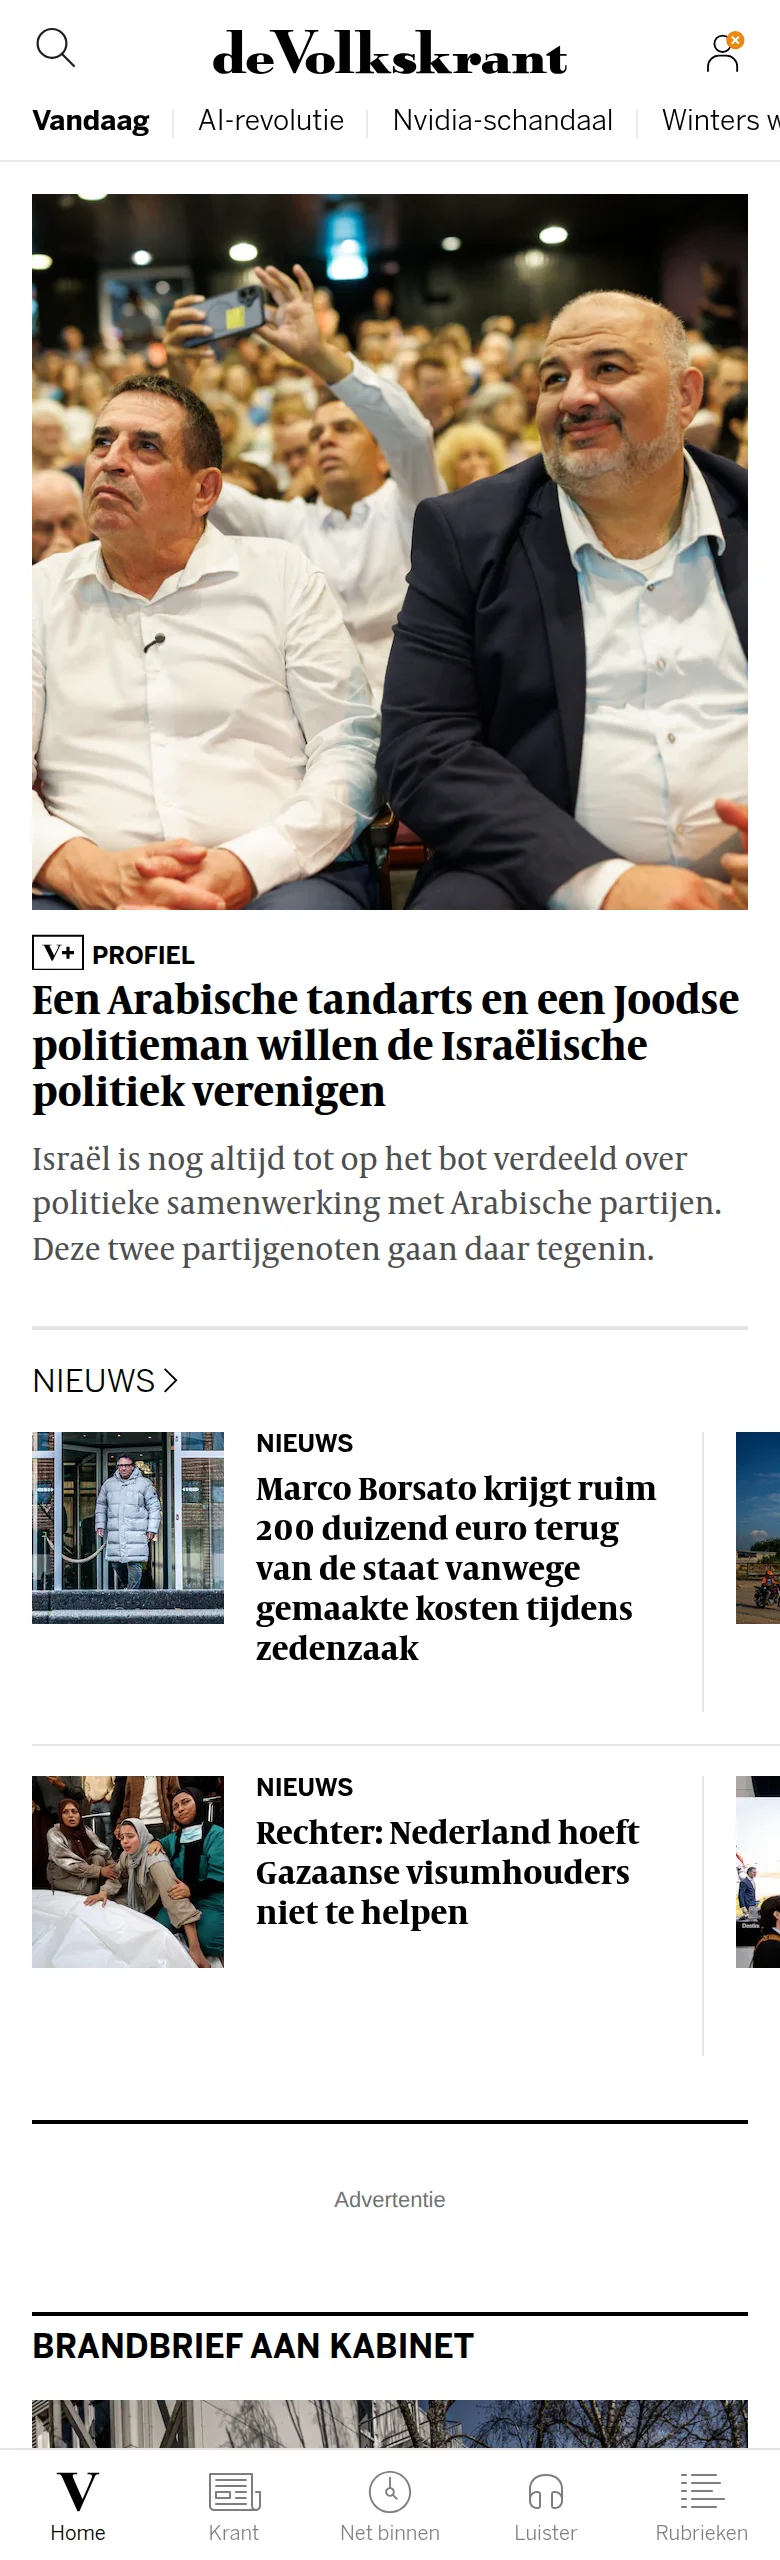 deVolkskrant
Vandaag
AI-revolutie
Nvidia-schandaal
Winters w
V+ PROFIEL
Een Arabische tandarts en een Joodse
politieman willen de Israëlische
politiek verenigen
Israël is nog altijd tot op het bot verdeeld over
politieke samenwerking met Arabische partijen.
Deze twee partijgenoten gaan daar tegenin.
NIEUWS
NIEUWS
Marco Borsato krijgt ruim
200 duizend euro terug
van de staat vanwege
gemaakte kosten tijdens
zedenzaak
NIEUWS
Rechter: Nederland hoeft
Gazaanse visumhouders
niet te helpen
Advertentie
BRANDBRIEF AAN KABINET
V
Home
Krant
Net binnen
Luister
Rubrieken